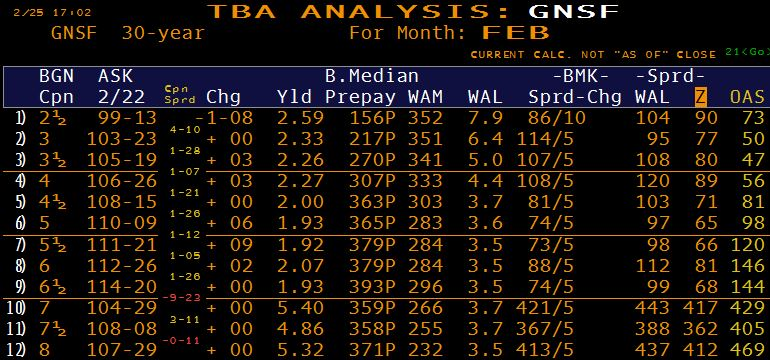 2/25 17:02 TBA ANALYSIS: GNSF
GNSF 30-year For Month: FEB
CURRENT CALC. NOT "AS OF" CLOSE 21<Go>
BGN ASK B.Median -BMK- -Sprd-
Cpn 2/22 Cpn Sprd Chg Yld Prepay WAM WAL Sprd-Chg WAL Z OAS
1) 2½ 99-13 -1-08 2.59 156P 352 7.9 86/10 104 90 73
4-10
2) 3 103-23 + 00 2.33 217P 351 6.4 114/5 95 77 50
1-28
3) 3½ 105-19 + 03 2.26 270P 341 5.0 107/5 108 80 47
1-07
4) 4 106-26 + 03 2.27 307P 333 4.4 108/5 120 89 56
1-21
5) 4½ 108-15 + 00 2.00 363P 303 3.7 81/5 103 71 81
1-26
6) 5 110-09 + 06 1.93 365P 283 3.6 74/5 97 65 98
1-12
7) 5½ 111-21 + 09 1.92 379P 284 3.5 73/5 98 66 120
1-05
8) 6 112-26 + 02 2.07 379P 284 3.5 88/5 112 81 146
1-26
9) 6½ 114-20 + 00 1.93 393P 296 3.5 74/5 99 68 144
-9-23
10) 7 104-29 + 00 5.40 359P 266 3.7 421/5 443 417 429
3-11
11) 7½ 108-08 + 00 4.86 358P 255 3.7 367/5 388 362 405
-0-11
12) 8 107-29 + 00 5.32 371P 232 3.5 413/5 437 412 469